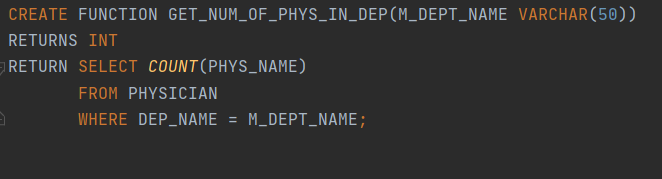 CREATE FUNCTION GET_NUM_OF_PHYS_IN_DEP(M_DEPT_NAME VARCHAR(50))
RETURNS INT
RETURN SELECT COUNT(PHYS_NAME)
FROM PHYSICIAN
WHERE DEP_NAME = M_DEPT_NAME;